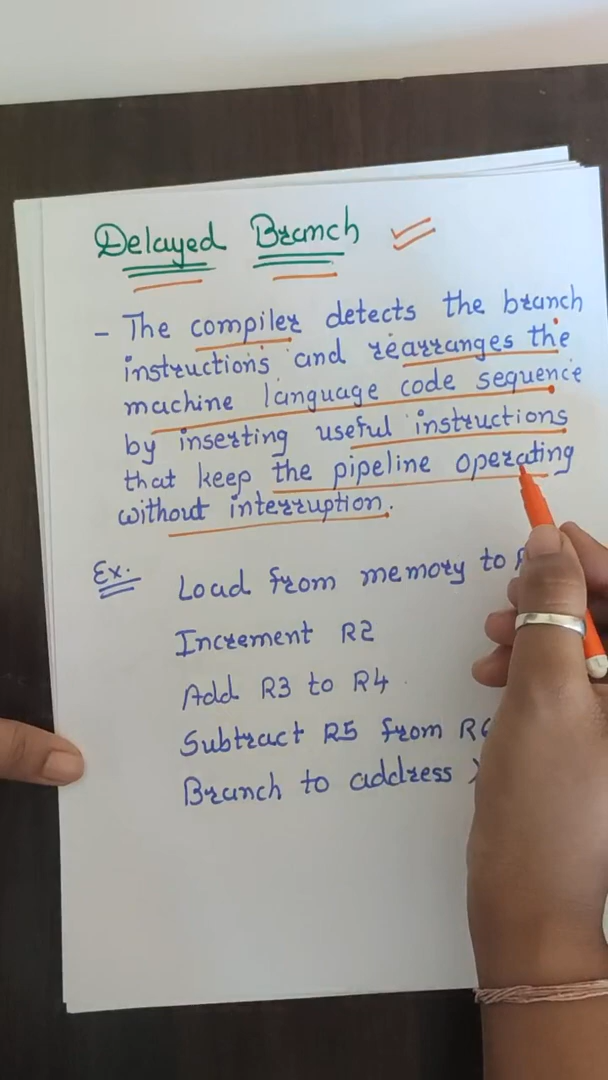 Delayed Branch
- The compiler detects the branch
instructions and rearranges the
machine language code sequence
by inserting useful instructions
that keep the pipeline operating
without interruption.
Ex. Load from memory to
Increment R2
Add R3 to R4
Subtract R5 from R6
Branch to address